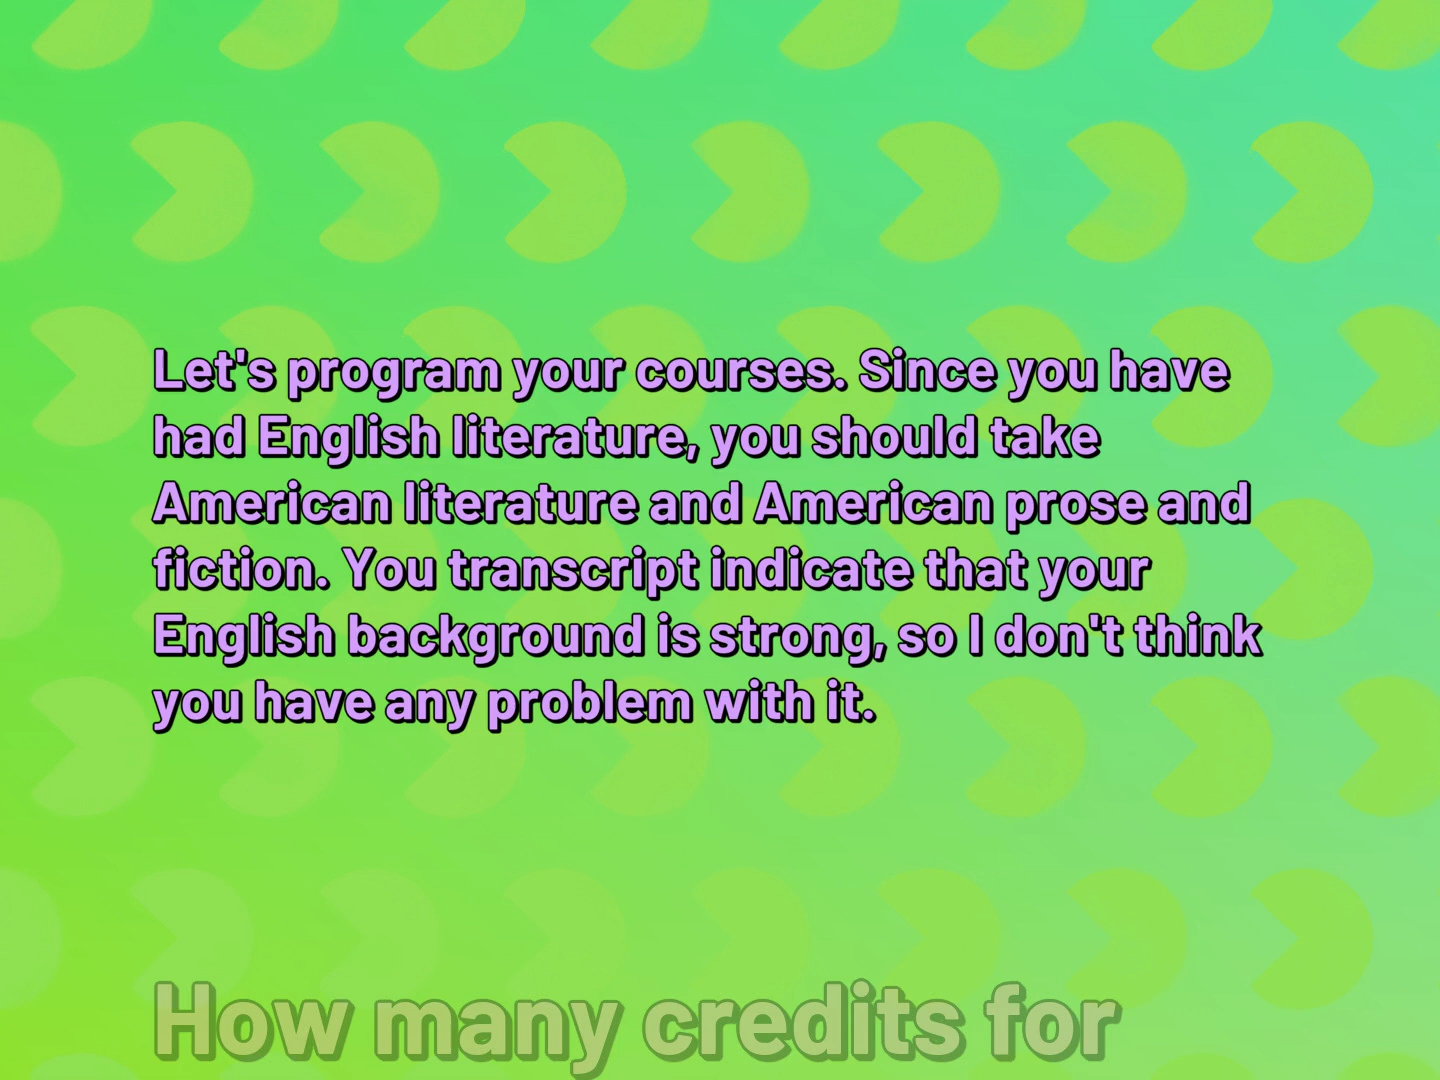 Let's program your courses. Since you have
had English literature, you should take
American literature and American prose and
fiction. You transcript indicate that your
English background is strong, so I don't think
you have any problem with it.
How many credits for